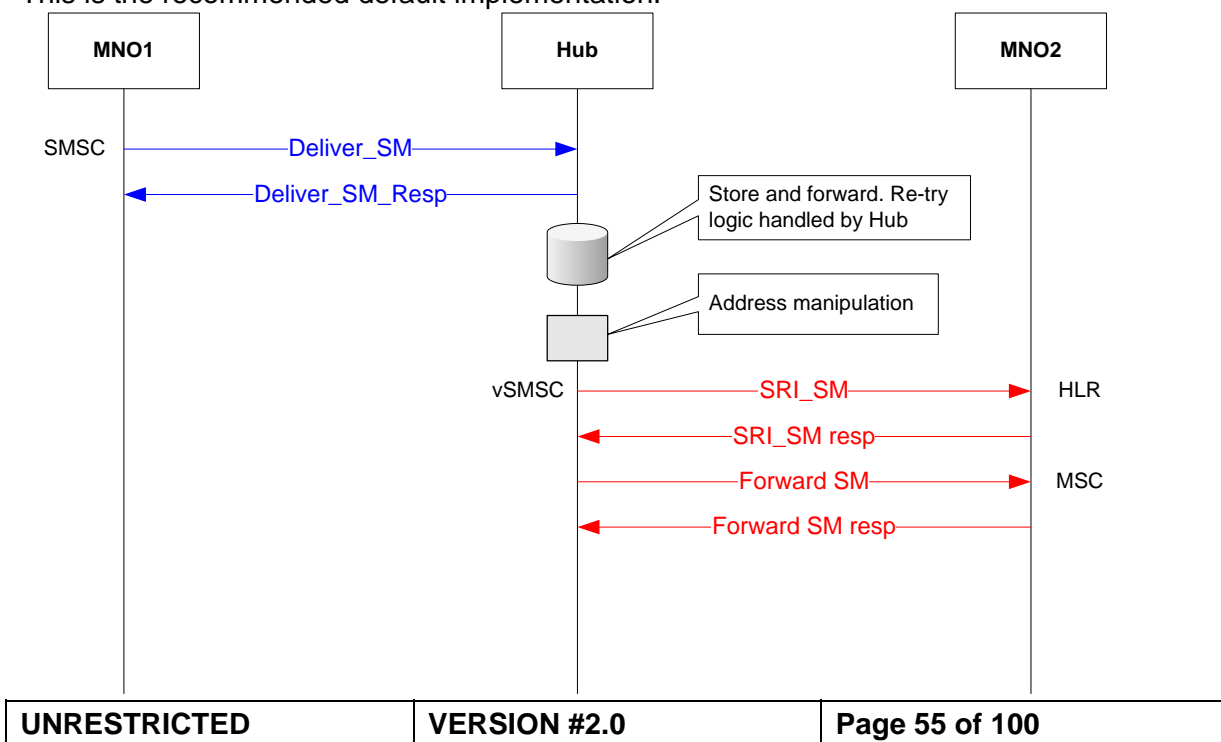 This is the recommended default implementation.
MNO1
Hub
MNO2
SMSC
Deliver_SM
Deliver_SM_Resp
Store and forward. Re-try
logic handled by Hub
Address manipulation
vSMSC
SRI_SM
HLR
SRI_SM resp
Forward SM
MSC
Forward SM resp
UNRESTRICTED
VERSION #2.0
Page 55 of 100